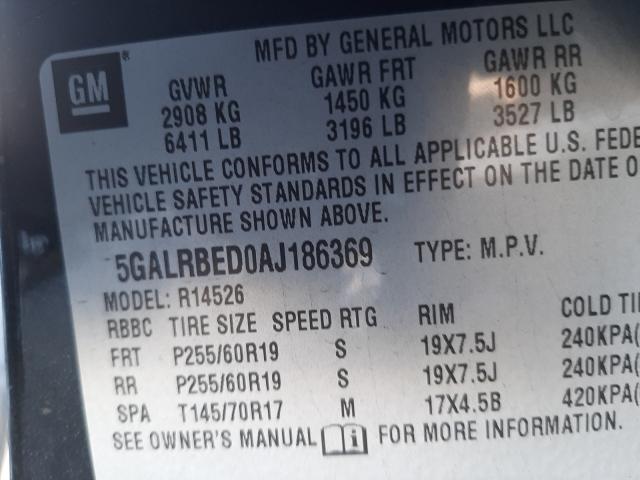 GM
MFD BY GENERAL MOTORS LLC
GVWR GAWR FRT GAWR RR
2908 KG 1450 KG 1600 KG
6411 LB 3196 LB 3527 LB
THIS VEHICLE CONFORMS TO ALL APPLICABLE U.S. FEDE
VEHICLE SAFETY STANDARDS IN EFFECT ON THE DATE O
MANUFACTURE SHOWN ABOVE.
5GALRBED0AJ186369 TYPE: M.P.V.
MODEL: R14526
RBBC TIRE SIZE SPEED RTG RIM COLD TI
FRT P255/60R19 S 19X7.5J 240KPA(
RR P255/60R19 S 19X7.5J 240KPA(
SPA T145/70R17 M 17X4.5B 420KPA(
SEE OWNER'S MANUAL i FOR MORE INFORMATION.